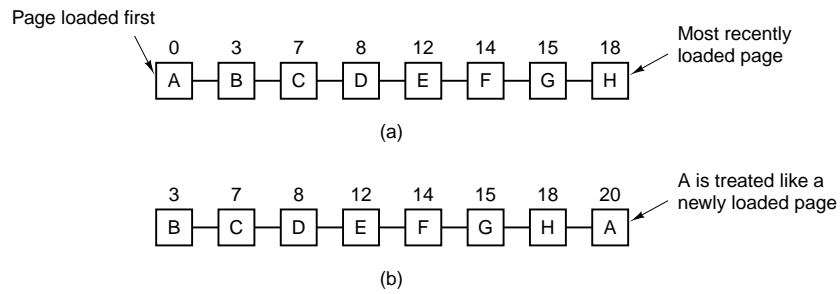 Page loaded first
0 3 7 8 12 14 15 18
A B C D E F G H
Most recently
loaded page
(a)
3 7 8 12 14 15 18 20
B C D E F G H A
A is treated like a
newly loaded page
(b)